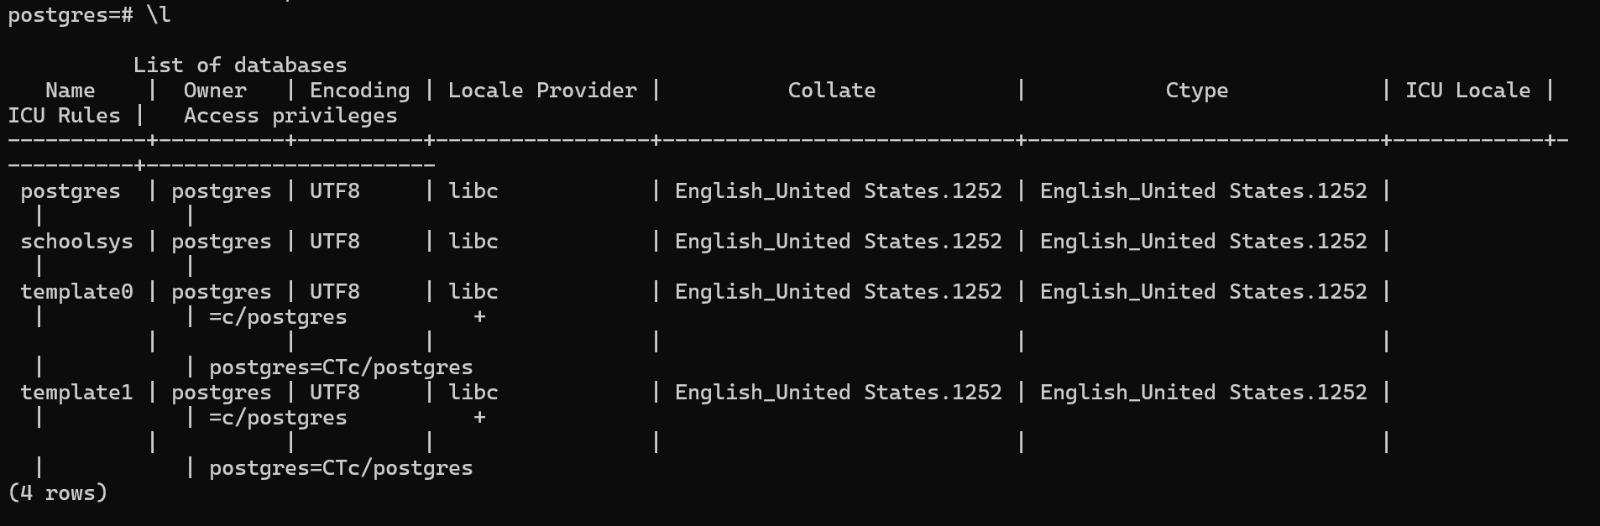 postgres=# \l
List of databases
Name | Owner | Encoding | Locale Provider | Collate | Ctype | ICU Locale |
ICU Rules | Access privileges
-----------+----------+----------+-----------------+----------------------------+----------------------------+------------+-
----------+-----------------------
postgres | postgres | UTF8 | libc | English_United States.1252 | English_United States.1252 |
| |
schoolsys | postgres | UTF8 | libc | English_United States.1252 | English_United States.1252 |
| |
template0 | postgres | UTF8 | libc | English_United States.1252 | English_United States.1252 |
| | =c/postgres +
| | | | | |
| | postgres=CTc/postgres
template1 | postgres | UTF8 | libc | English_United States.1252 | English_United States.1252 |
| | =c/postgres +
| | | | | |
| | postgres=CTc/postgres
(4 rows)